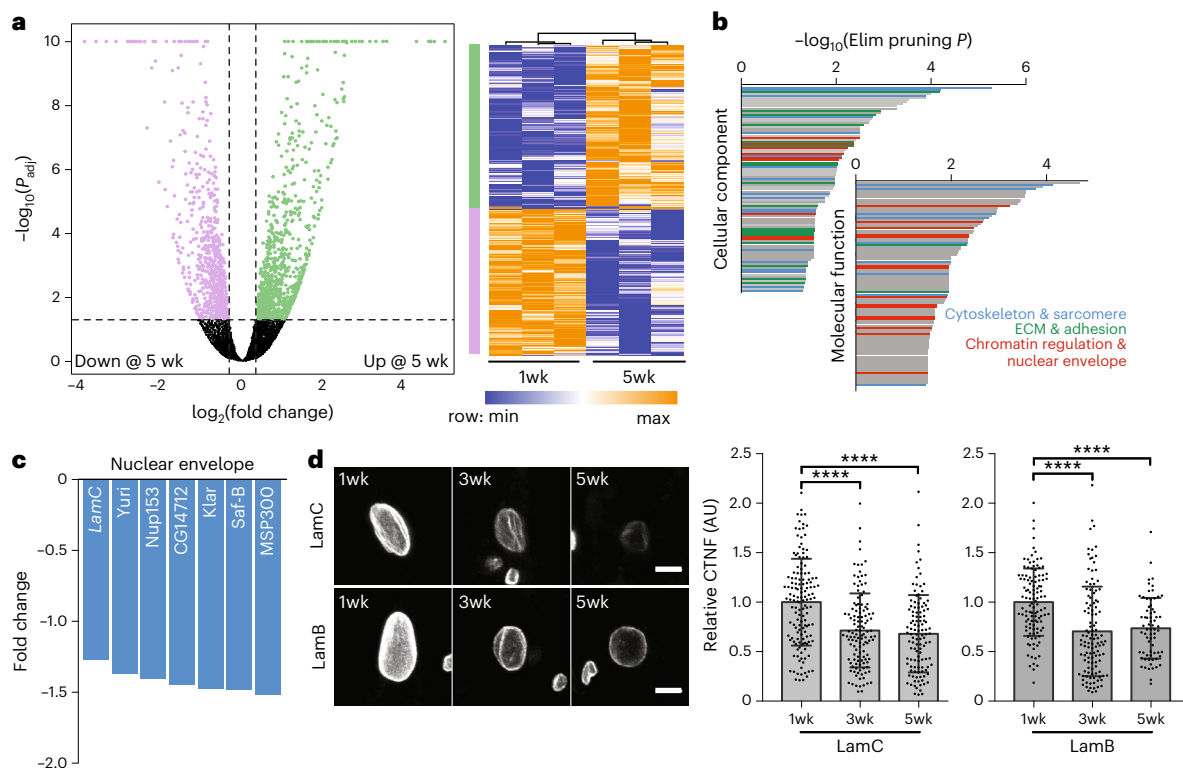 a
−log10(Padj)
10
8
6
4
2
0
Down @ 5 wk
Up @ 5 wk
−4
−2
0
2
4
log2(fold change)
1wk
5wk
row: min
max
b
−log10(Elim pruning P)
0
2
4
6
Cellular component
0
2
4
Molecular function
Cytoskeleton & sarcomere
ECM & adhesion
Chromatin regulation &
nuclear envelope
c
Nuclear envelope
Fold change
0
−0.5
−1.0
−1.5
−2.0
LamC
Yuri
Nup153
CG14712
Klar
Saf-B
MSP300
d
LamC
1wk
3wk
5wk
LamB
1wk
3wk
5wk
Relative CTNF (AU)
2.5
2.0
1.5
1.0
0.5
0
****
****
1wk
3wk
5wk
LamC
2.5
2.0
1.5
1.0
0.5
0
****
****
1wk
3wk
5wk
LamB